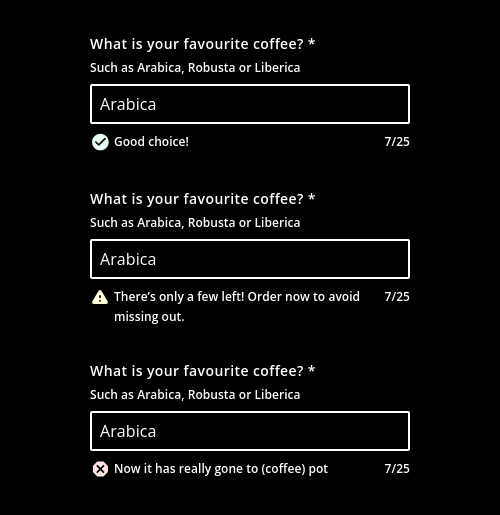 What is your favourite coffee? *
Such as Arabica, Robusta or Liberica
Arabica
Good choice! 7/25
What is your favourite coffee? *
Such as Arabica, Robusta or Liberica
Arabica
There’s only a few left! Order now to avoid 7/25
missing out.
What is your favourite coffee? *
Such as Arabica, Robusta or Liberica
Arabica
Now it has really gone to (coffee) pot 7/25